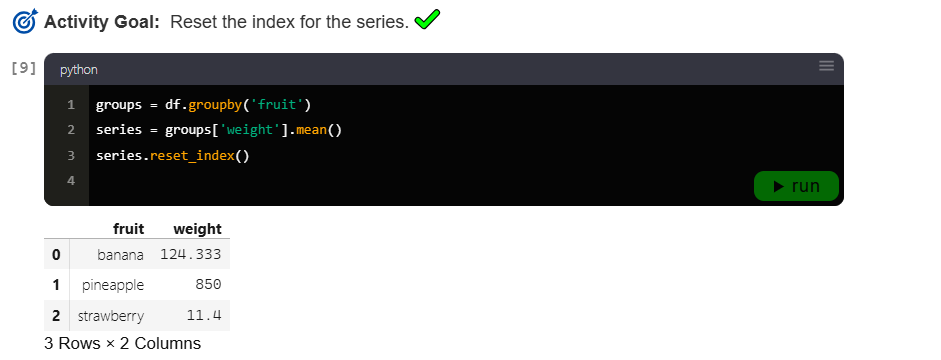 Activity Goal: Reset the index for the series.
[9] python
1 groups = df.groupby('fruit')
2 series = groups['weight'].mean()
3 series.reset_index()
4
run
fruit weight
0 banana 124.333
1 pineapple 850
2 strawberry 11.4
3 Rows × 2 Columns